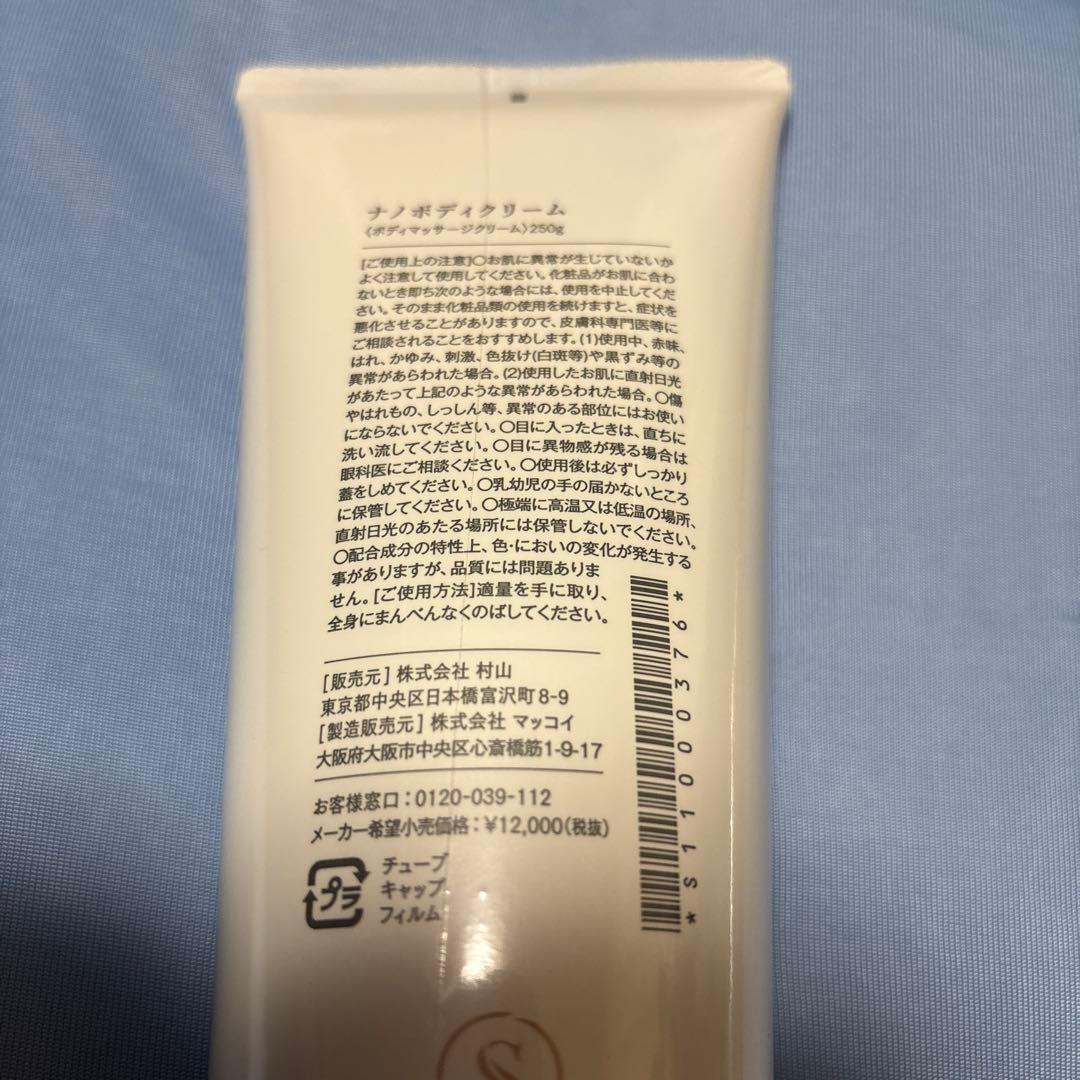 ナノボディクリーム
〈ボディマッサージクリーム〉250g
[ご使用上の注意]〇お肌に異常が生じていないか
よく注意して使用してください。化粧品がお肌に合わ
ないとき即ち次のような場合には、使用を中止してくだ
さい。そのまま化粧品類の使用を続けますと、症状を
悪化させることがありますので、皮膚科専門医等に
ご相談されることをおすすめします。(1)使用中、赤味、
はれ、かゆみ、刺激、色抜け(白斑等)や黒ずみ等の
異常があらわれた場合。(2)使用したお肌に直射日光
があたって上記のような異常があらわれた場合。〇傷
やはれもの、しっしん等、異常のある部位にはお使い
にならないでください。〇目に入ったときは、直ちに
洗い流してください。〇目に異物感が残る場合は
眼科医にご相談ください。〇使用後は必ずしっかり
蓋をしめてください。〇乳幼児の手の届かないところ
に保管してください。〇極端に高温又は低温の場所、
直射日光のあたる場所には保管しないでください。
〇配合成分の特性上、色・においの変化が発生する
事がありますが、品質には問題ありま
せん。[ご使用方法]適量を手に取り、
全身にまんべんなくのばしてください。
[販売元] 株式会社 村山
東京都中央区日本橋富沢町8-9
[製造販売元] 株式会社 マッコイ
大阪府大阪市中央区心斎橋筋1-9-17
お客様窓口：0120-039-112
メーカー希望小売価格：¥12,000(税抜)
プラ
チューブ
キャップ
フィルム
*S11000376*
S